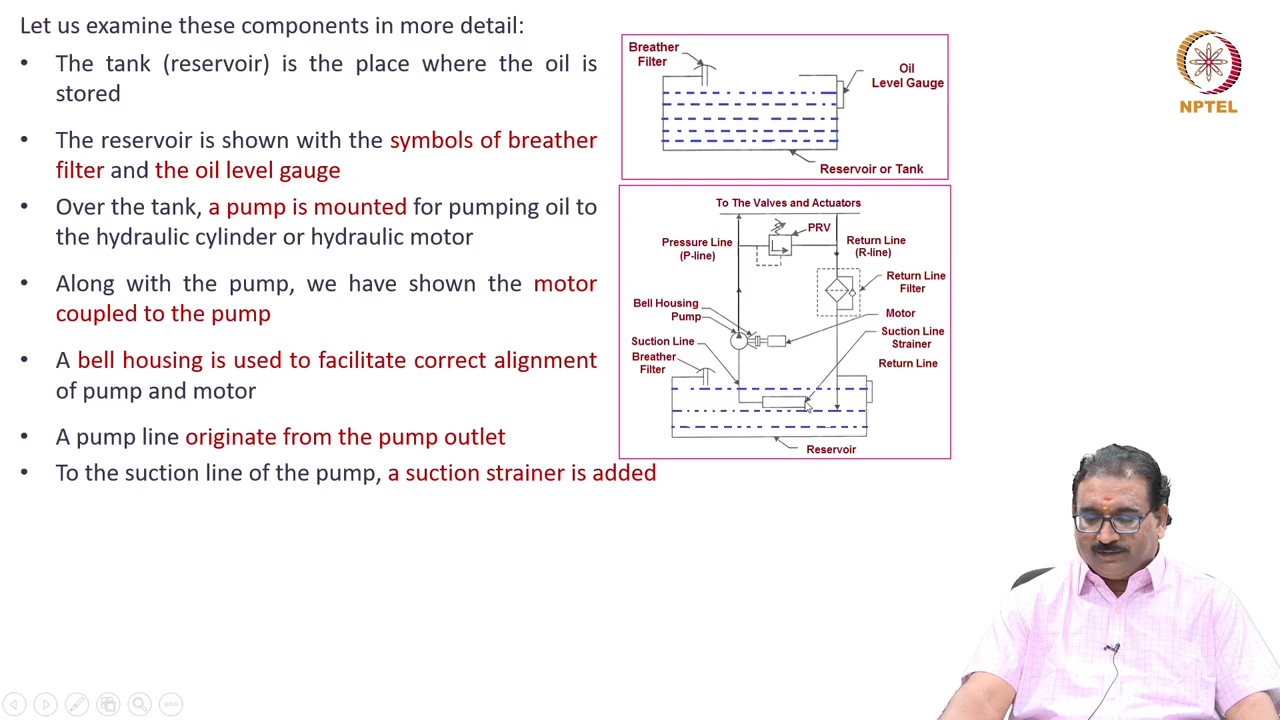 Let us examine these components in more detail:
• The tank (reservoir) is the place where the oil is
stored
• The reservoir is shown with the symbols of breather
filter and the oil level gauge
• Over the tank, a pump is mounted for pumping oil to
the hydraulic cylinder or hydraulic motor
• Along with the pump, we have shown the motor
coupled to the pump
• A bell housing is used to facilitate correct alignment
of pump and motor
• A pump line originate from the pump outlet
• To the suction line of the pump, a suction strainer is added
Breather
Filter
Oil
Level Gauge
Reservoir or Tank
To The Valves and Actuators
PRV
Pressure Line
(P-line)
Return Line
(R-line)
Return Line
Filter
Bell Housing
Pump
Motor
Suction Line
Strainer
Suction Line
Breather
Filter
Return Line
Reservoir
NPTEL